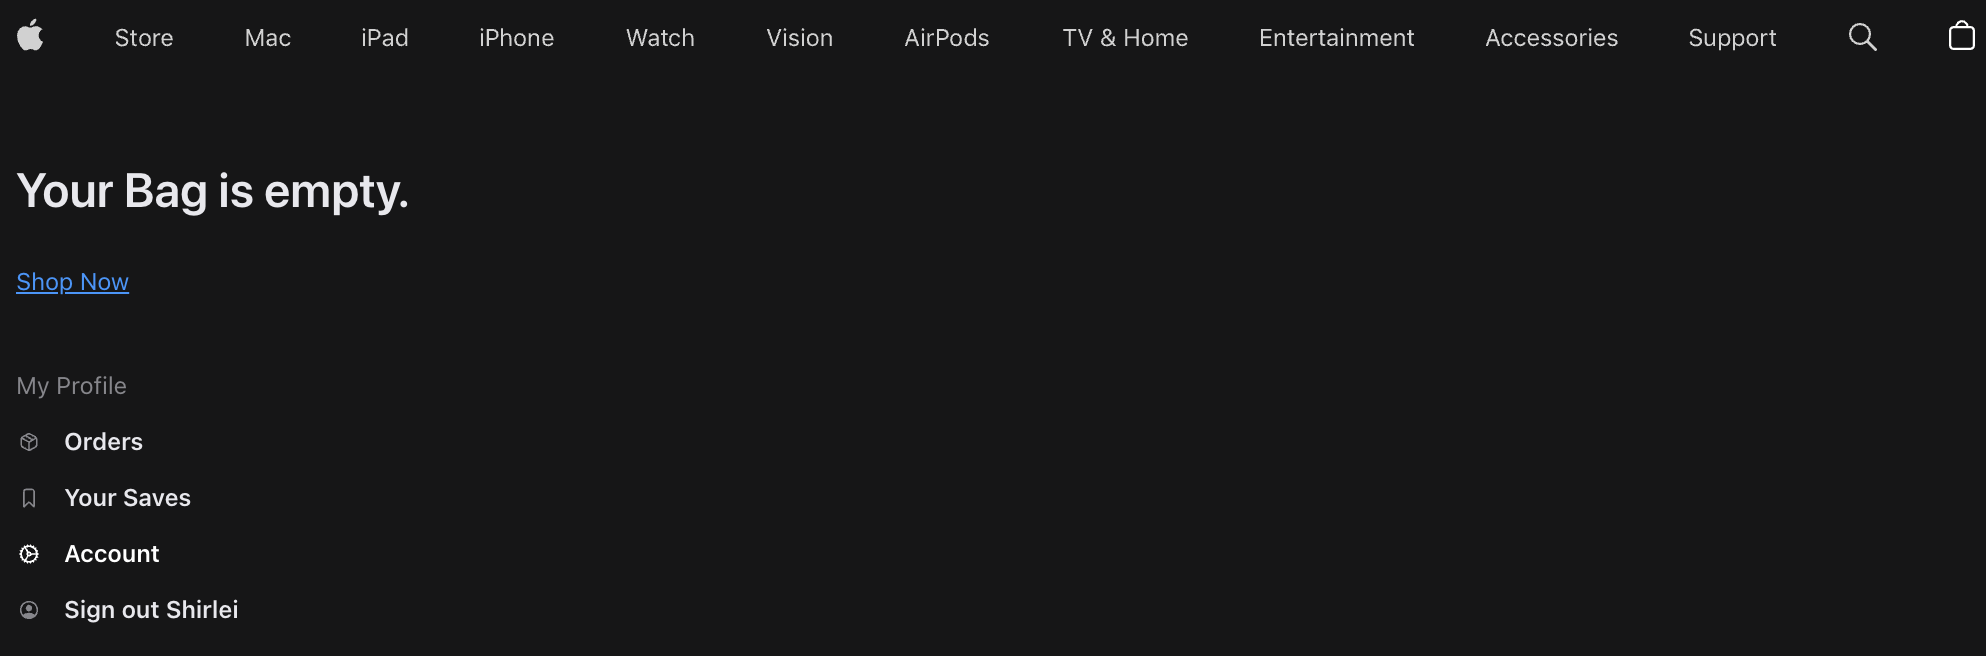 Store Mac iPad iPhone Watch Vision AirPods TV & Home Entertainment Accessories Support
Your Bag is empty.
Shop Now
My Profile
Orders
Your Saves
Account
Sign out Shirlei